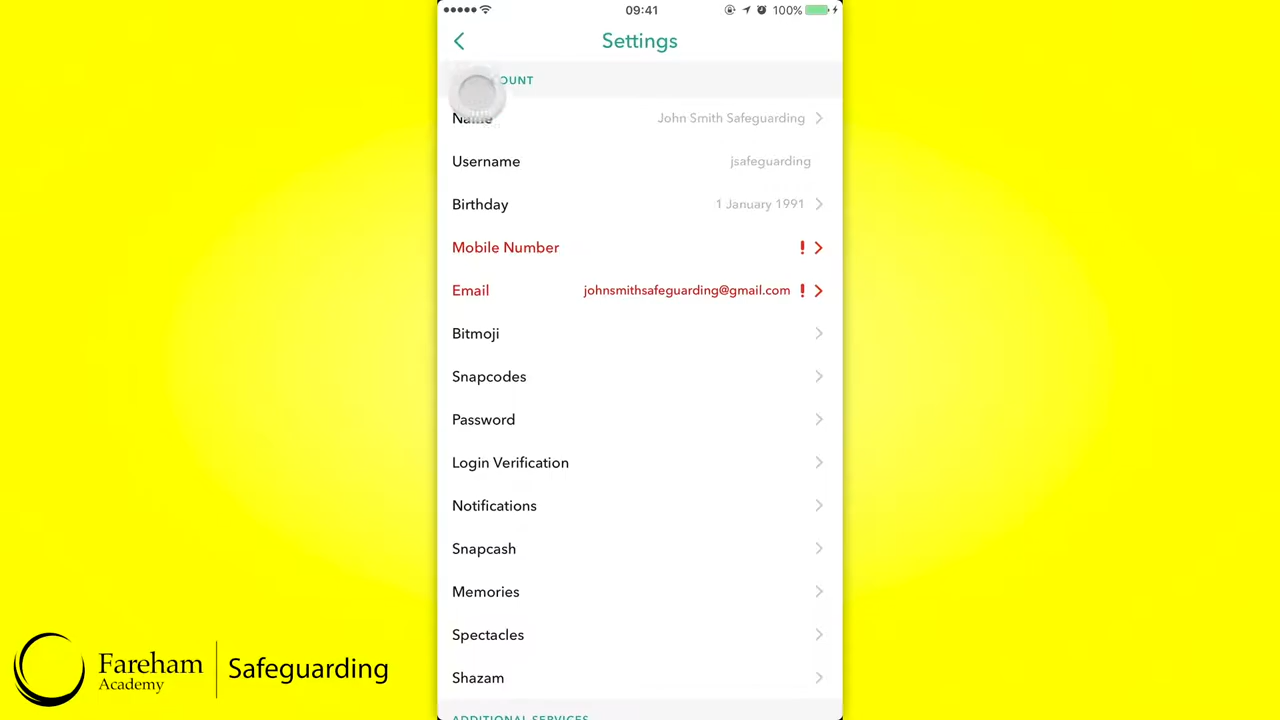 09:41
100%
Settings
OUNT
Name
John Smith Safeguarding
Username
jsafeguarding
Birthday
1 January 1991
Mobile Number
!
Email
johnsmithsafeguarding@gmail.com !
Bitmoji
Snapcodes
Password
Login Verification
Notifications
Snapcash
Memories
Spectacles
Shazam
ADDITIONAL SERVICES
Fareham
Academy
Safeguarding